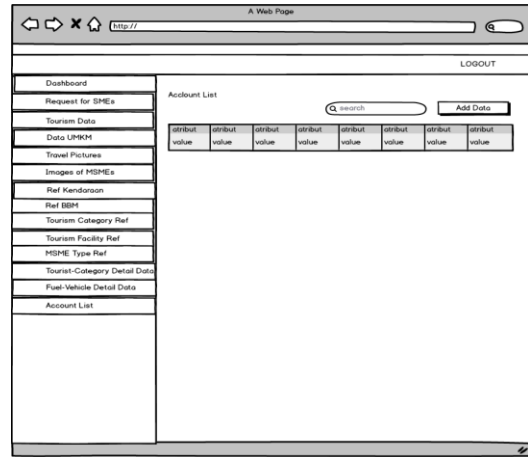 A Web Page
http://
LOGOUT
Dashboard
Request for SMEs
Tourism Data
Data UMKM
Travel Pictures
Images of MSMEs
Ref Kendaraan
Ref BBM
Tourism Category Ref
Tourism Facility Ref
MSME Type Ref
Tourist-Category Detail Data
Fuel-Vehicle Detail Data
Account List
Account List
search Add Data
atribut atribut atribut atribut atribut atribut atribut atribut
value value value value value value value value